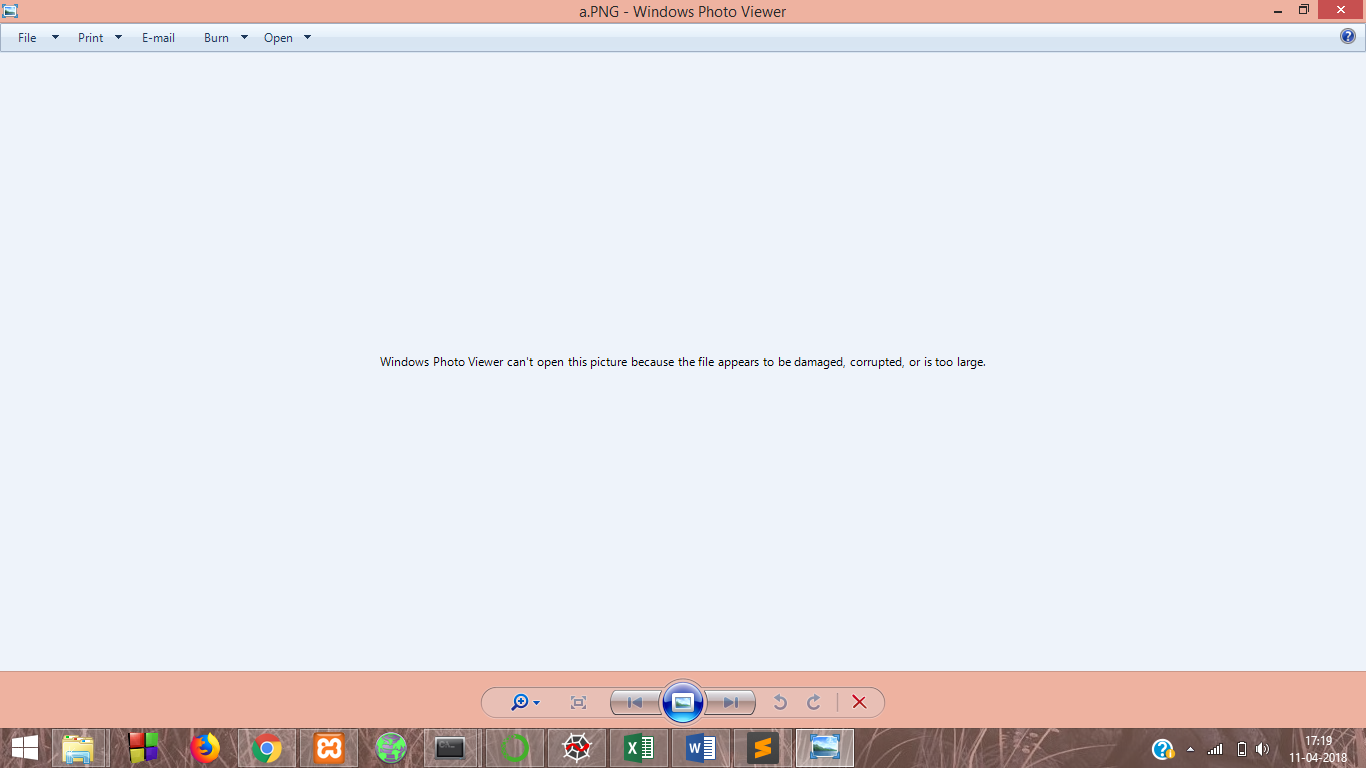 a.PNG - Windows Photo Viewer
File Print E-mail Burn Open
Windows Photo Viewer can't open this picture because the file appears to be damaged, corrupted, or is too large.
17:19
11-04-2018